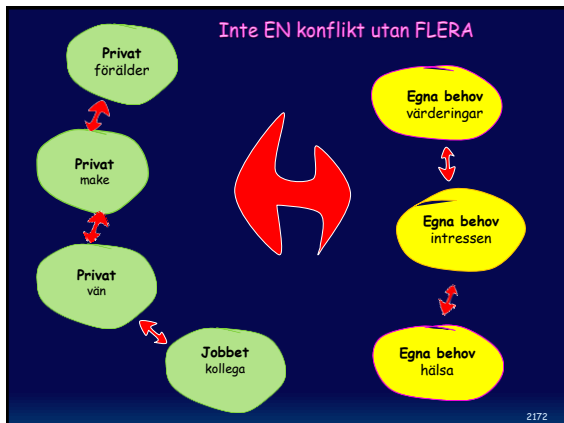 Inte EN konflikt utan FLERA
Privat
förälder
Privat
make
Privat
vän
Jobbet
kollega
Egna behov
värderingar
Egna behov
intressen
Egna behov
hälsa
2172